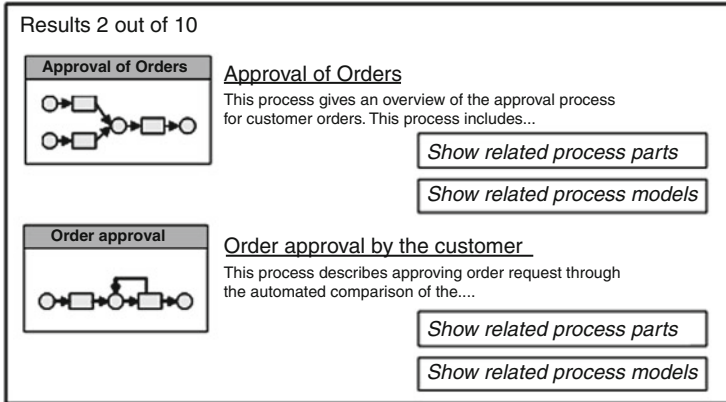 Results 2 out of 10
Approval of Orders
Approval of Orders
This process gives an overview of the approval process
for customer orders. This process includes...
Show related process parts
Show related process models
Order approval
Order approval by the customer
This process describes approving order request through
the automated comparison of the....
Show related process parts
Show related process models